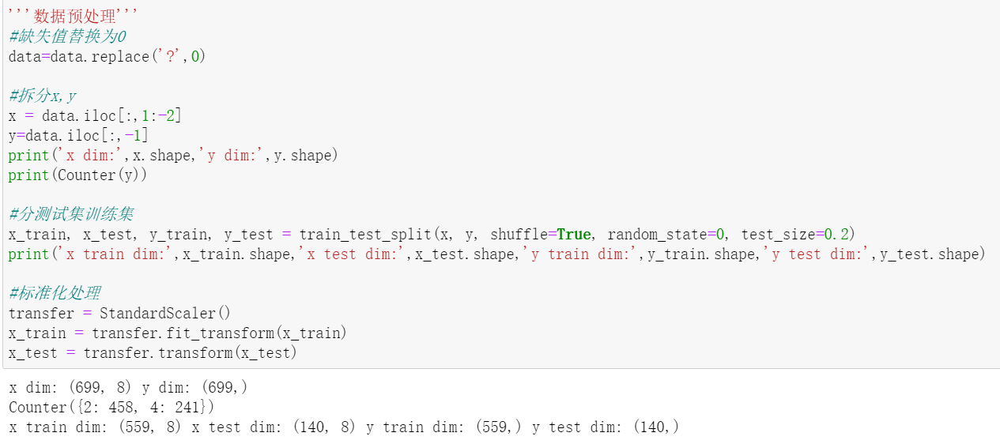 '''数据预处理'''
#缺失值替换为0
data=data.replace('?',0)
#拆分x,y
x = data.iloc[:,1:-2]
y=data.iloc[:,-1]
print('x dim:',x.shape,'y dim:',y.shape)
print(Counter(y))
#分测试集训练集
x_train, x_test, y_train, y_test = train_test_split(x, y, shuffle=True, random_state=0, test_size=0.2)
print('x train dim:',x_train.shape,'x test dim:',x_test.shape,'y train dim:',y_train.shape,'y test dim:',y_test.shape)
#标准化处理
transfer = StandardScaler()
x_train = transfer.fit_transform(x_train)
x_test = transfer.transform(x_test)
x dim: (699, 8) y dim: (699,)
Counter({2: 458, 4: 241})
x train dim: (559, 8) x test dim: (140, 8) y train dim: (559,) y test dim: (140,)